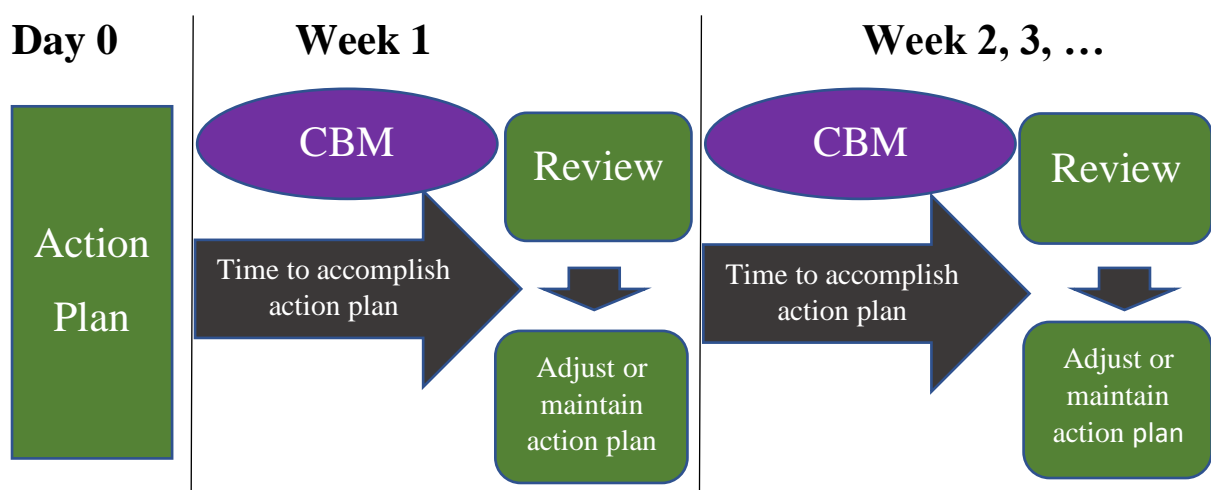 Day 0
Week 1
Week 2, 3, …
Action
Plan
CBM
Review
Time to accomplish
action plan
Adjust or
maintain
action plan
CBM
Review
Time to accomplish
action plan
Adjust or
maintain
action plan